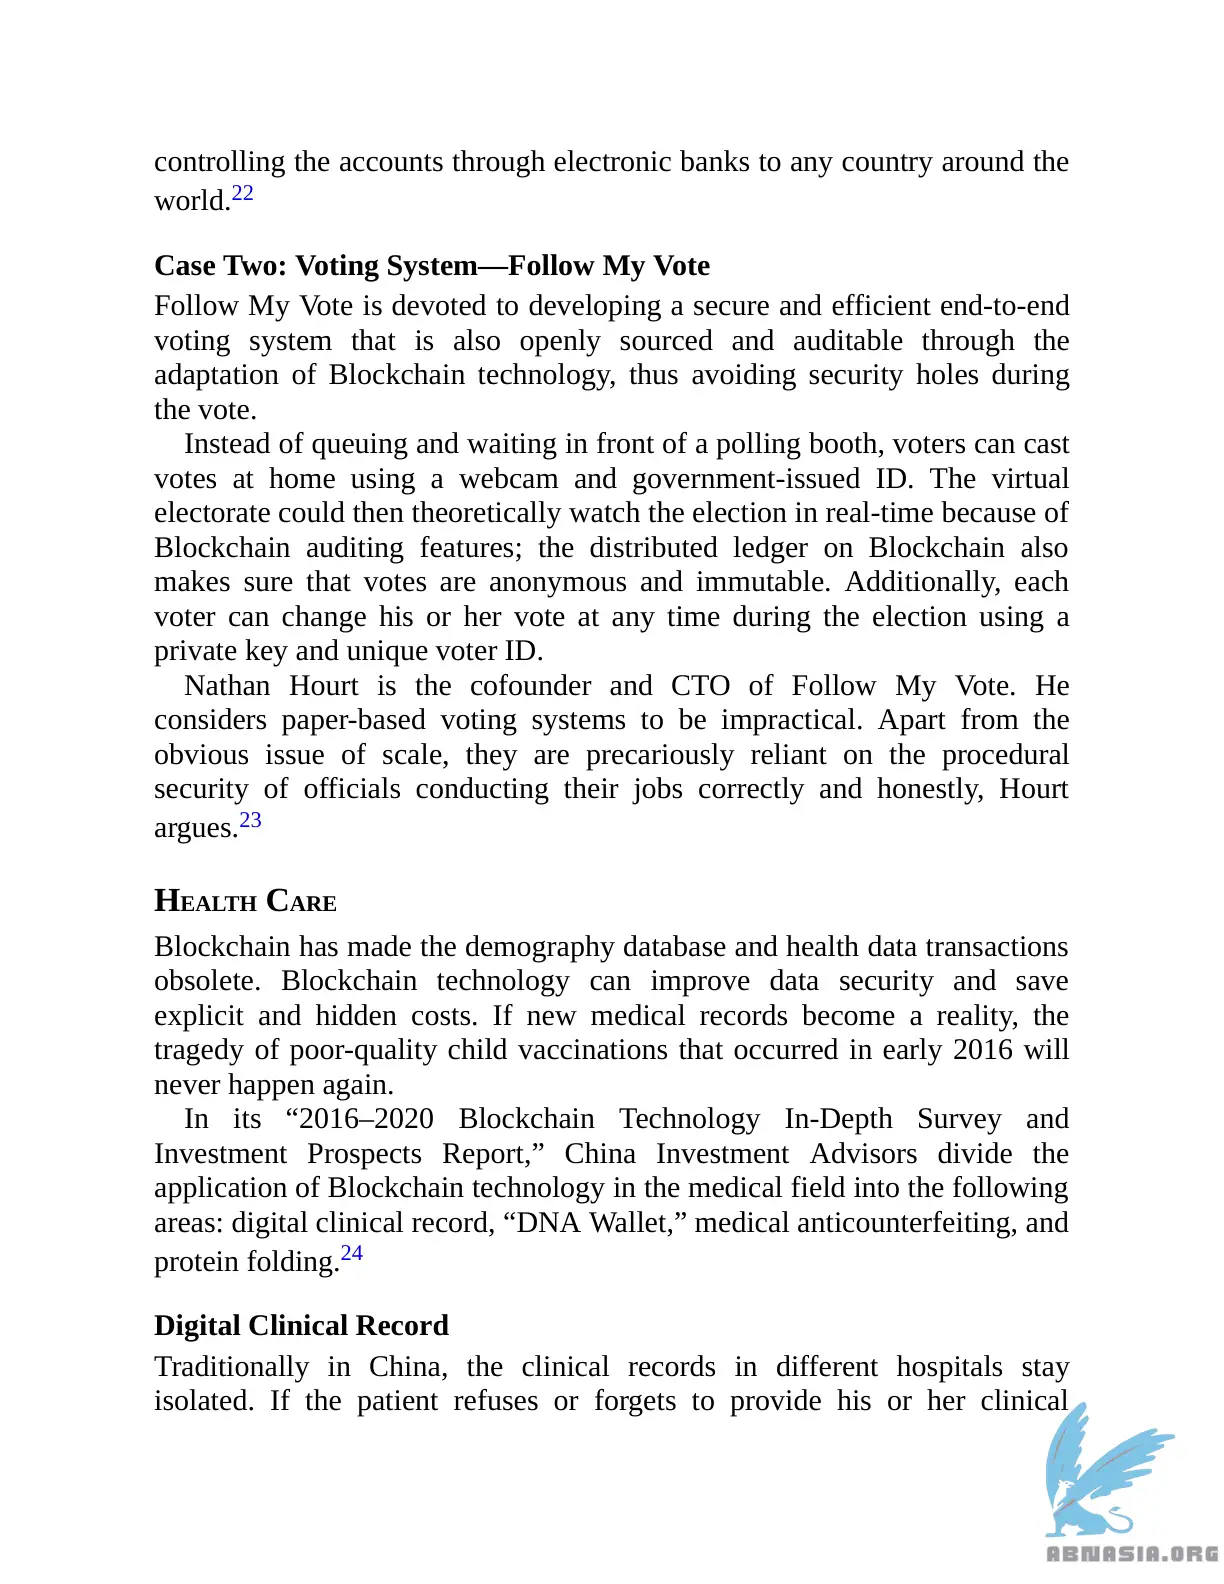 controlling the accounts through electronic banks to any country around the
world.22
Case Two: Voting System—Follow My Vote
Follow My Vote is devoted to developing a secure and efficient end-to-end
voting system that is also openly sourced and auditable through the
adaptation of Blockchain technology, thus avoiding security holes during
the vote.
Instead of queuing and waiting in front of a polling booth, voters can cast
votes at home using a webcam and government-issued ID. The virtual
electorate could then theoretically watch the election in real-time because of
Blockchain auditing features; the distributed ledger on Blockchain also
makes sure that votes are anonymous and immutable. Additionally, each
voter can change his or her vote at any time during the election using a
private key and unique voter ID.
Nathan Hourt is the cofounder and CTO of Follow My Vote. He
considers paper-based voting systems to be impractical. Apart from the
obvious issue of scale, they are precariously reliant on the procedural
security of officials conducting their jobs correctly and honestly, Hourt
argues.23
HEALTH CARE
Blockchain has made the demography database and health data transactions
obsolete. Blockchain technology can improve data security and save
explicit and hidden costs. If new medical records become a reality, the
tragedy of poor-quality child vaccinations that occurred in early 2016 will
never happen again.
In its “2016–2020 Blockchain Technology In-Depth Survey and
Investment Prospects Report,” China Investment Advisors divide the
application of Blockchain technology in the medical field into the following
areas: digital clinical record, “DNA Wallet,” medical anticounterfeiting, and
protein folding.24
Digital Clinical Record
Traditionally in China, the clinical records in different hospitals stay
isolated. If the patient refuses or forgets to provide his or her clinical
ABNASIA.ORG